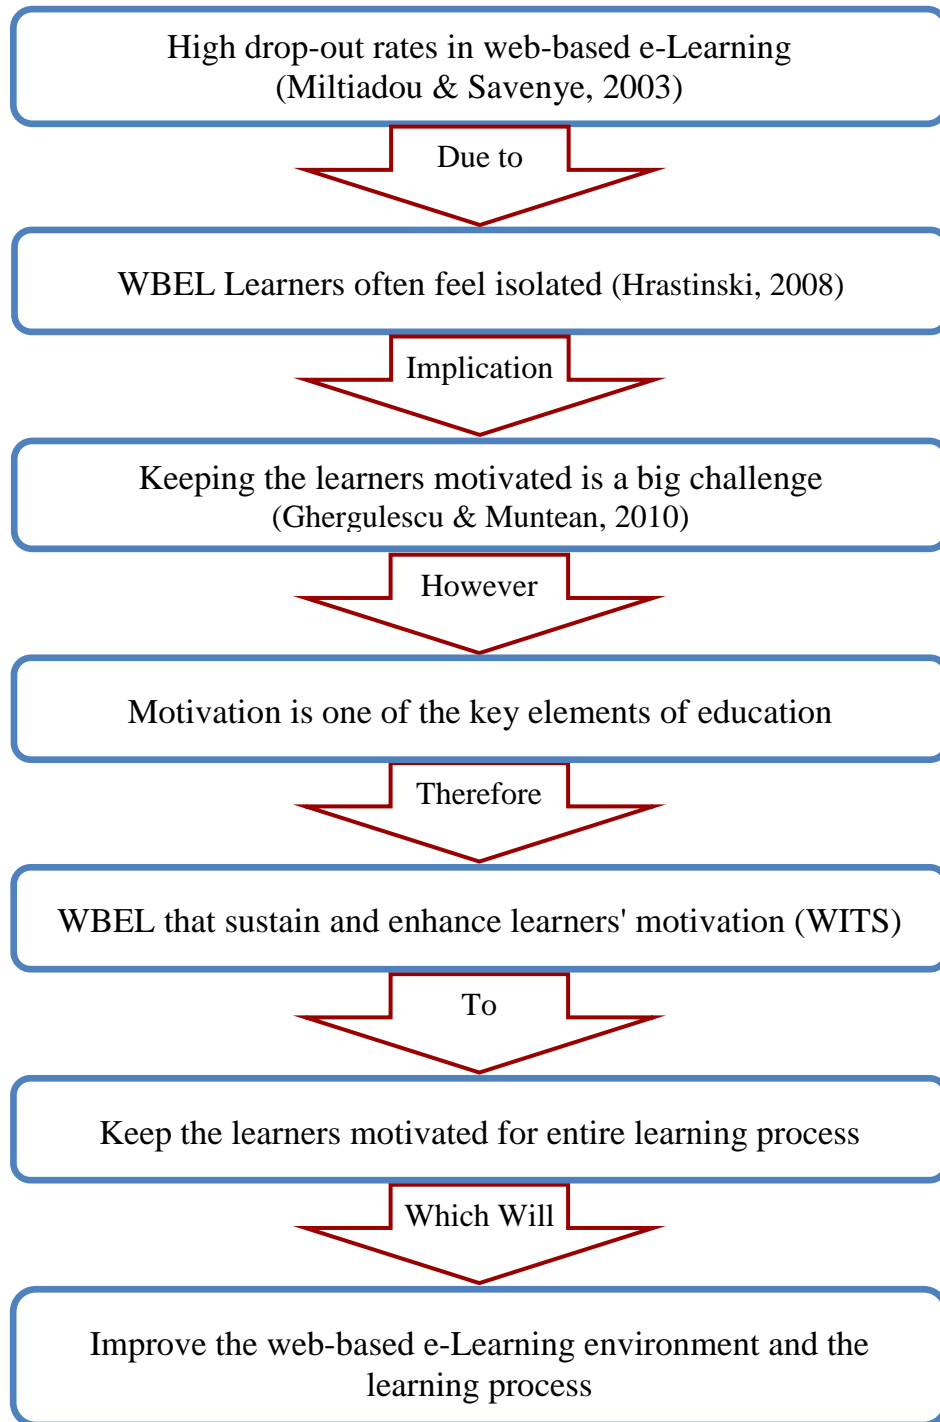 High drop-out rates in web-based e-Learning
(Miltiadou & Savenye, 2003)
Due to
WBEL Learners often feel isolated (Hrastinski, 2008)
Implication
Keeping the learners motivated is a big challenge
(Ghergulescu & Muntean, 2010)
However
Motivation is one of the key elements of education
Therefore
WBEL that sustain and enhance learners' motivation (WITS)
To
Keep the learners motivated for entire learning process
Which Will
Improve the web-based e-Learning environment and the
learning process